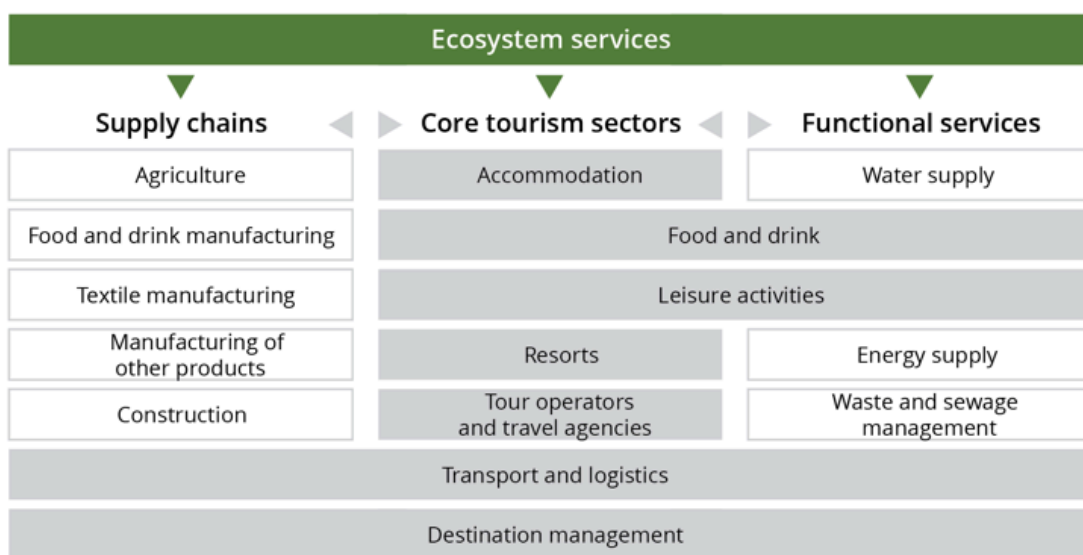 Ecosystem services
Supply chains
Core tourism sectors
Functional services
Agriculture
Accommodation
Water supply
Food and drink manufacturing
Food and drink
Textile manufacturing
Leisure activities
Manufacturing of
other products
Resorts
Energy supply
Construction
Tour operators
and travel agencies
Waste and sewage
management
Transport and logistics
Destination management